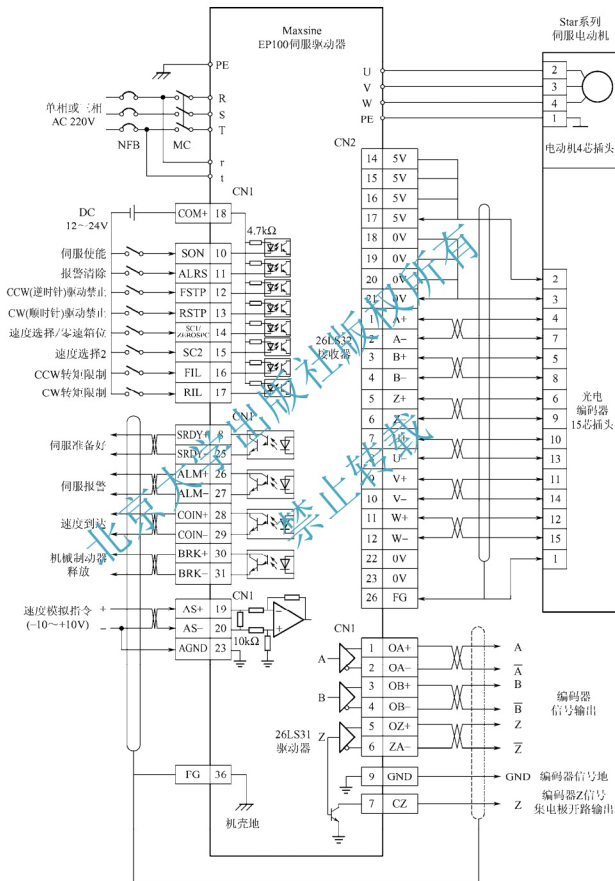 Maxsine
EP100伺服驱动器
Star系列
伺服电动机
PE
R
S
T
r
t
单相或三相
AC 220V
NFB
MC
U
V
W
PE
2
3
4
1
电动机4芯插头
CN1
DC
12～-24V
COM+ 18
4.7kΩ
伺服使能 SON 10
报警消除 ALRS 11
CCW(逆时针)驱动禁止 FSTP 12
CW(顺时针)驱动禁止 RSTP 13
速度选择/零速箱位 SC1/ZEROSPC 14
速度选择2 SC2 15
CCW转矩限制 FIL 16
CW转矩限制 RIL 17
CN1
伺服准备好 SRDY+ 8
SRDY- 25
伺服报警 ALM+ 26
ALM- 27
速度到达 COIN+ 28
COIN- 29
机械制动器
释放
BRK+ 30
BRK- 31
CN1
速度模拟指令
(-10～+10V)
+ AS+ 19
- AS- 20
AGND 23
10kΩ
FG 36
机壳地
CN2
14 5V
15 5V
16 5V
17 5V
18 0V
19 0V
20 0V
21 0V
1 A+
2 A-
3 B+
4 B-
5 Z+
6 Z-
7 U+
8 U-
9 V+
10 V-
11 W+
12 W-
22 0V
23 0V
26 FG
26LS32
接收器
2
3
4
7
5
8
6
9
10
13
11
14
12
15
1
光电
编码器
15芯插头
CN1
A 1 OA+ A
2 OA- A̅
B 3 OB+ B
4 OB- B̅
Z 5 OZ+ Z
6 ZA- Z̅
26LS31
驱动器
编码器
信号输出
9 GND GND 编码器信号地
7 CZ Z 编码器Z信号
集电极开路输出
北京大学出版社版权所有
禁止转载